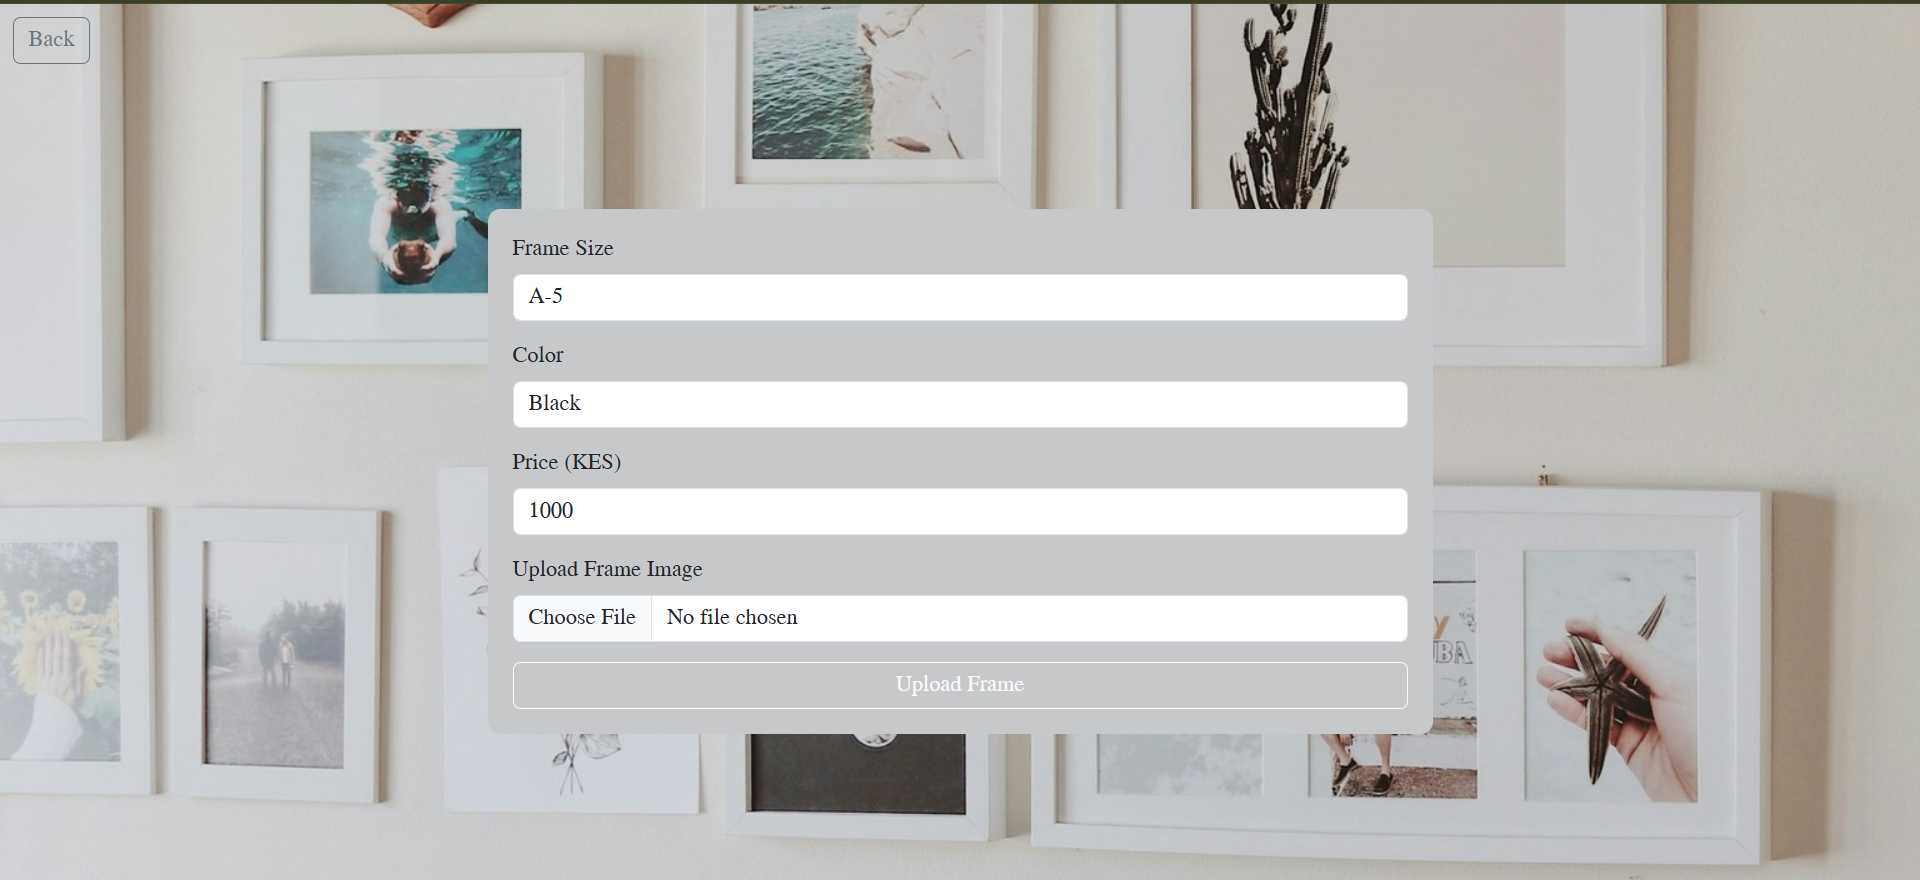 Back
Frame Size
A-5
Color
Black
Price (KES)
1000
Upload Frame Image
Choose File No file chosen
Upload Frame